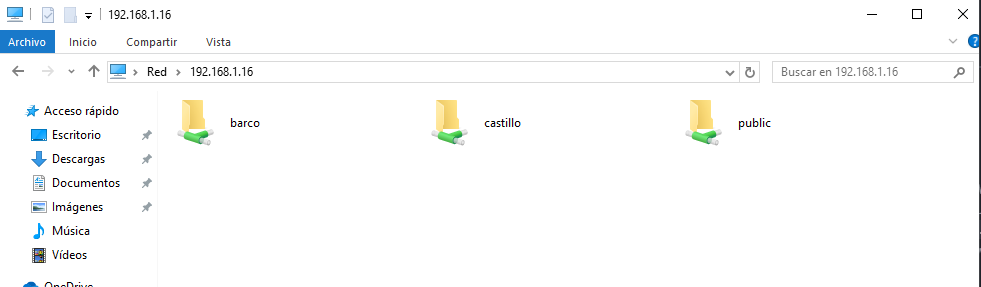 192.168.1.16
Archivo Inicio Compartir Vista
Red 192.168.1.16 Buscar en 192.168.1.16
Acceso rápido
Escritorio
Descargas
Documentos
Imágenes
Música
Vídeos
OneDrive
barco castillo public